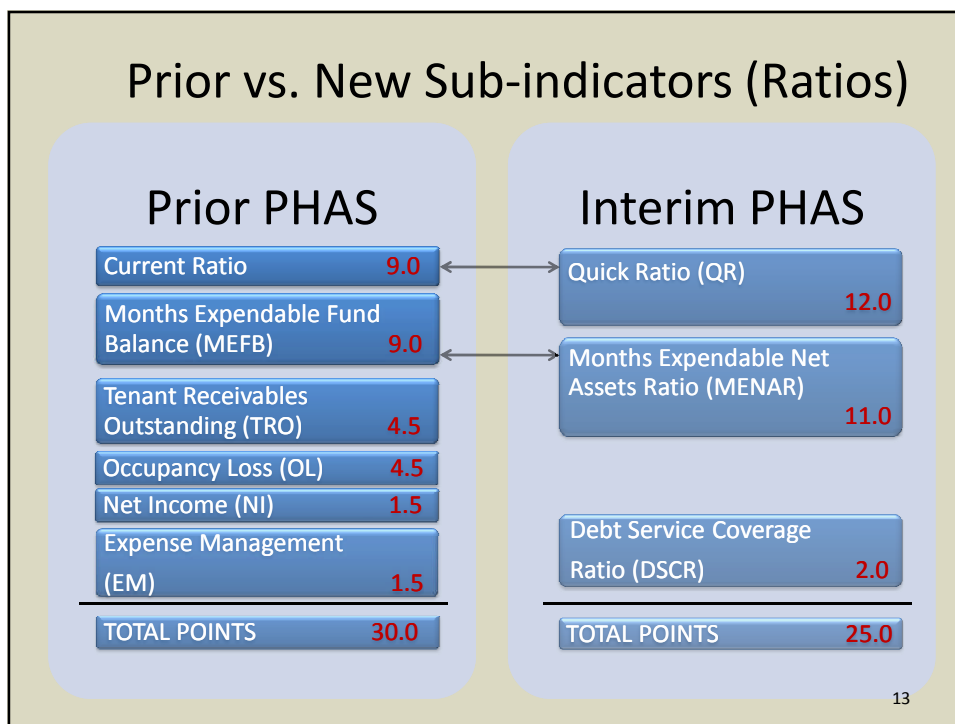 Prior vs. New Sub-indicators (Ratios)
Prior PHAS
Current Ratio 9.0
Months Expendable Fund
Balance (MEFB) 9.0
Tenant Receivables
Outstanding (TRO) 4.5
Occupancy Loss (OL) 4.5
Net Income (NI) 1.5
Expense Management
(EM) 1.5
TOTAL POINTS 30.0
Interim PHAS
Quick Ratio (QR)
12.0
Months Expendable Net
Assets Ratio (MENAR)
11.0
Debt Service Coverage
Ratio (DSCR) 2.0
TOTAL POINTS 25.0
13